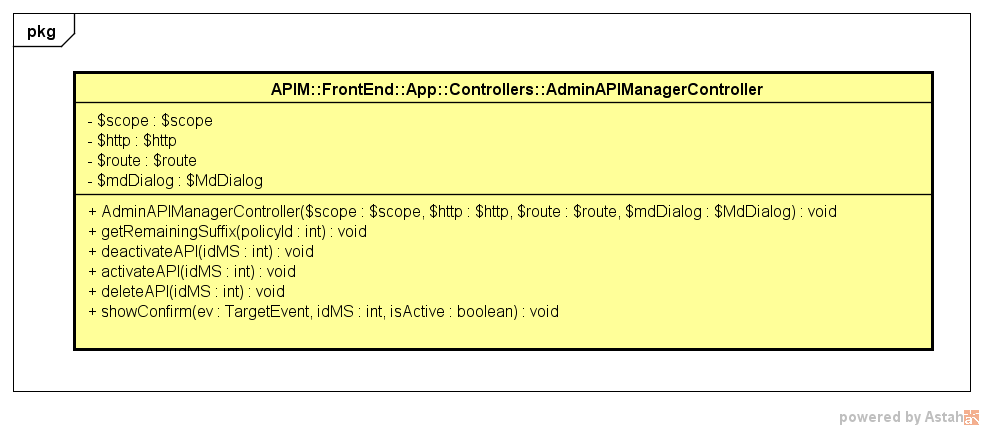 pkg
APIM::FrontEnd::App::Controllers::AdminAPIManagerController
- $scope : $scope
- $http : $http
- $route : $route
- $mdDialog : $MdDialog
+ AdminAPIManagerController($scope : $scope, $http : $http, $route : $route, $mdDialog : $MdDialog) : void
+ getRemainingSuffix(policyId : int) : void
+ deactivateAPI(idMS : int) : void
+ activateAPI(idMS : int) : void
+ deleteAPI(idMS : int) : void
+ showConfirm(ev : TargetEvent, idMS : int, isActive : boolean) : void
powered by Astah